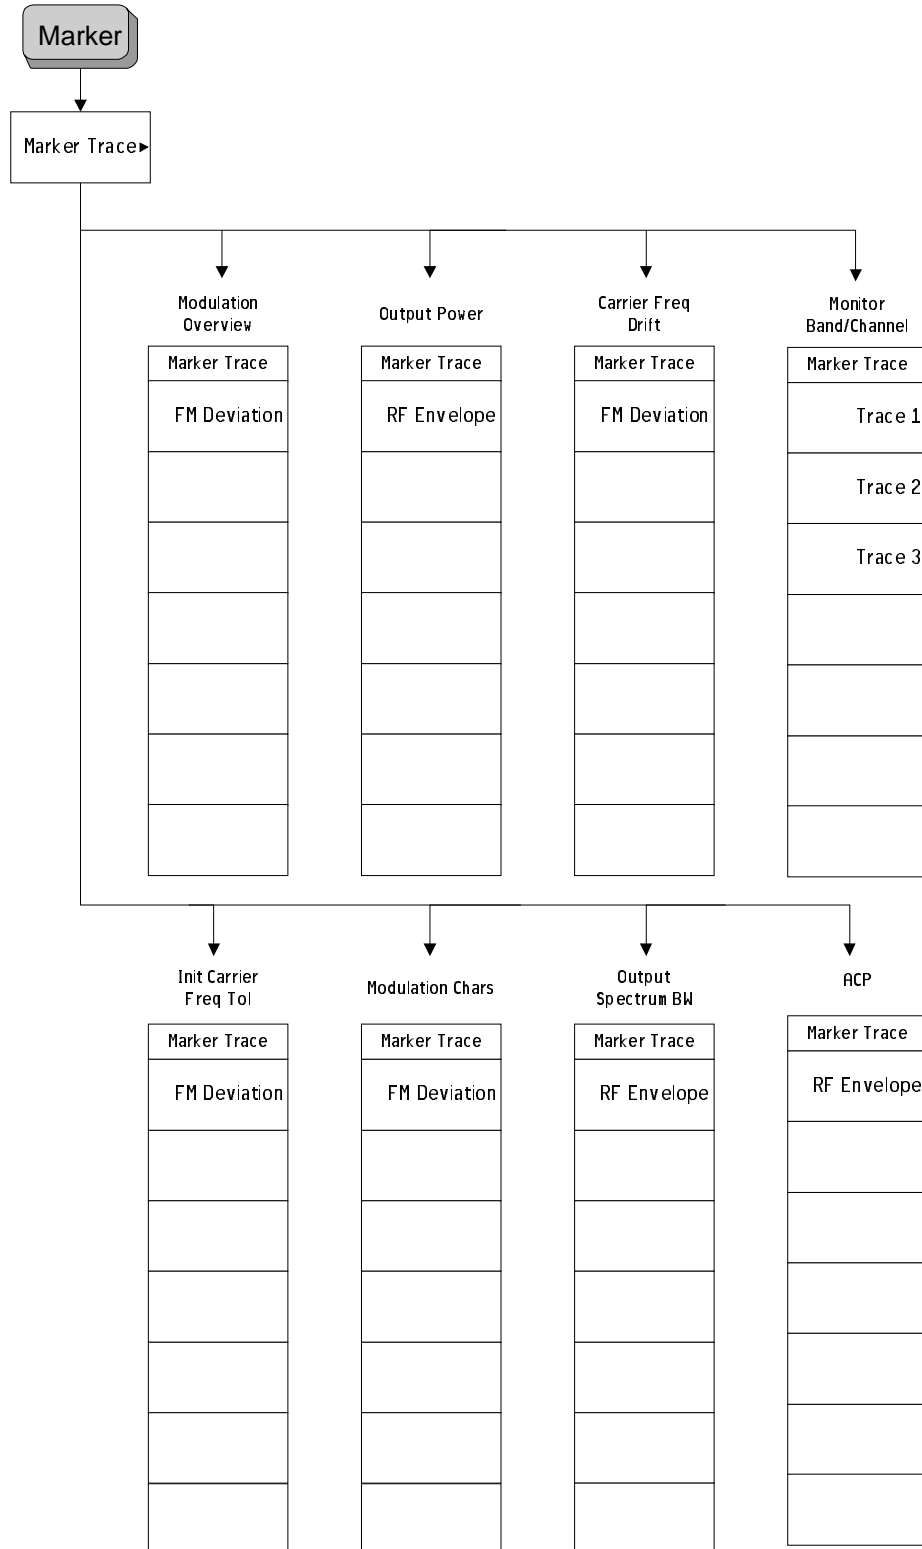 Marker
Marker Trace
Modulation
Overview
Marker Trace
FM Deviation
Output Power
Marker Trace
RF Envelope
Carrier Freq
Drift
Marker Trace
FM Deviation
Monitor
Band/Channel
Marker Trace
Trace 1
Trace 2
Trace 3
Init Carrier
Freq Tol
Marker Trace
FM Deviation
Modulation Chars
Marker Trace
FM Deviation
Output
Spectrum BW
Marker Trace
RF Envelope
ACP
Marker Trace
RF Envelope